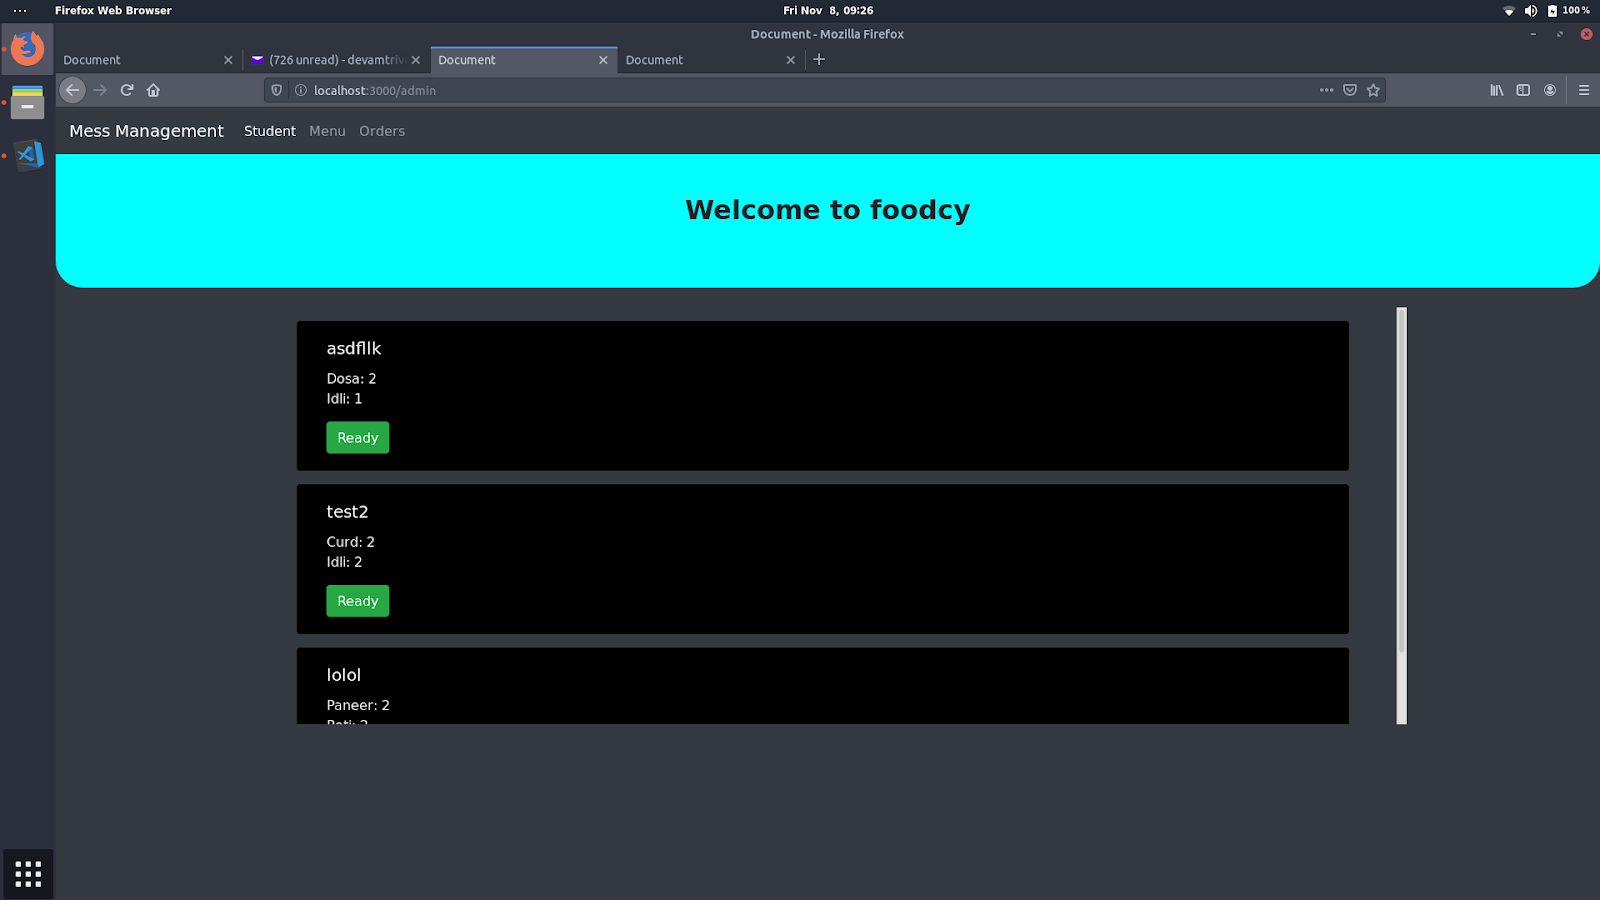 Firefox Web Browser
Fri Nov 8, 09:26
100 %
Document - Mozilla Firefox
Document
(726 unread) - devamtriv
Document
Document
localhost:3000/admin
Mess Management Student Menu Orders
Welcome to foodcy
asdfllk
Dosa: 2
Idli: 1
Ready
test2
Curd: 2
Idli: 2
Ready
lolol
Paneer: 2
Roti: 2